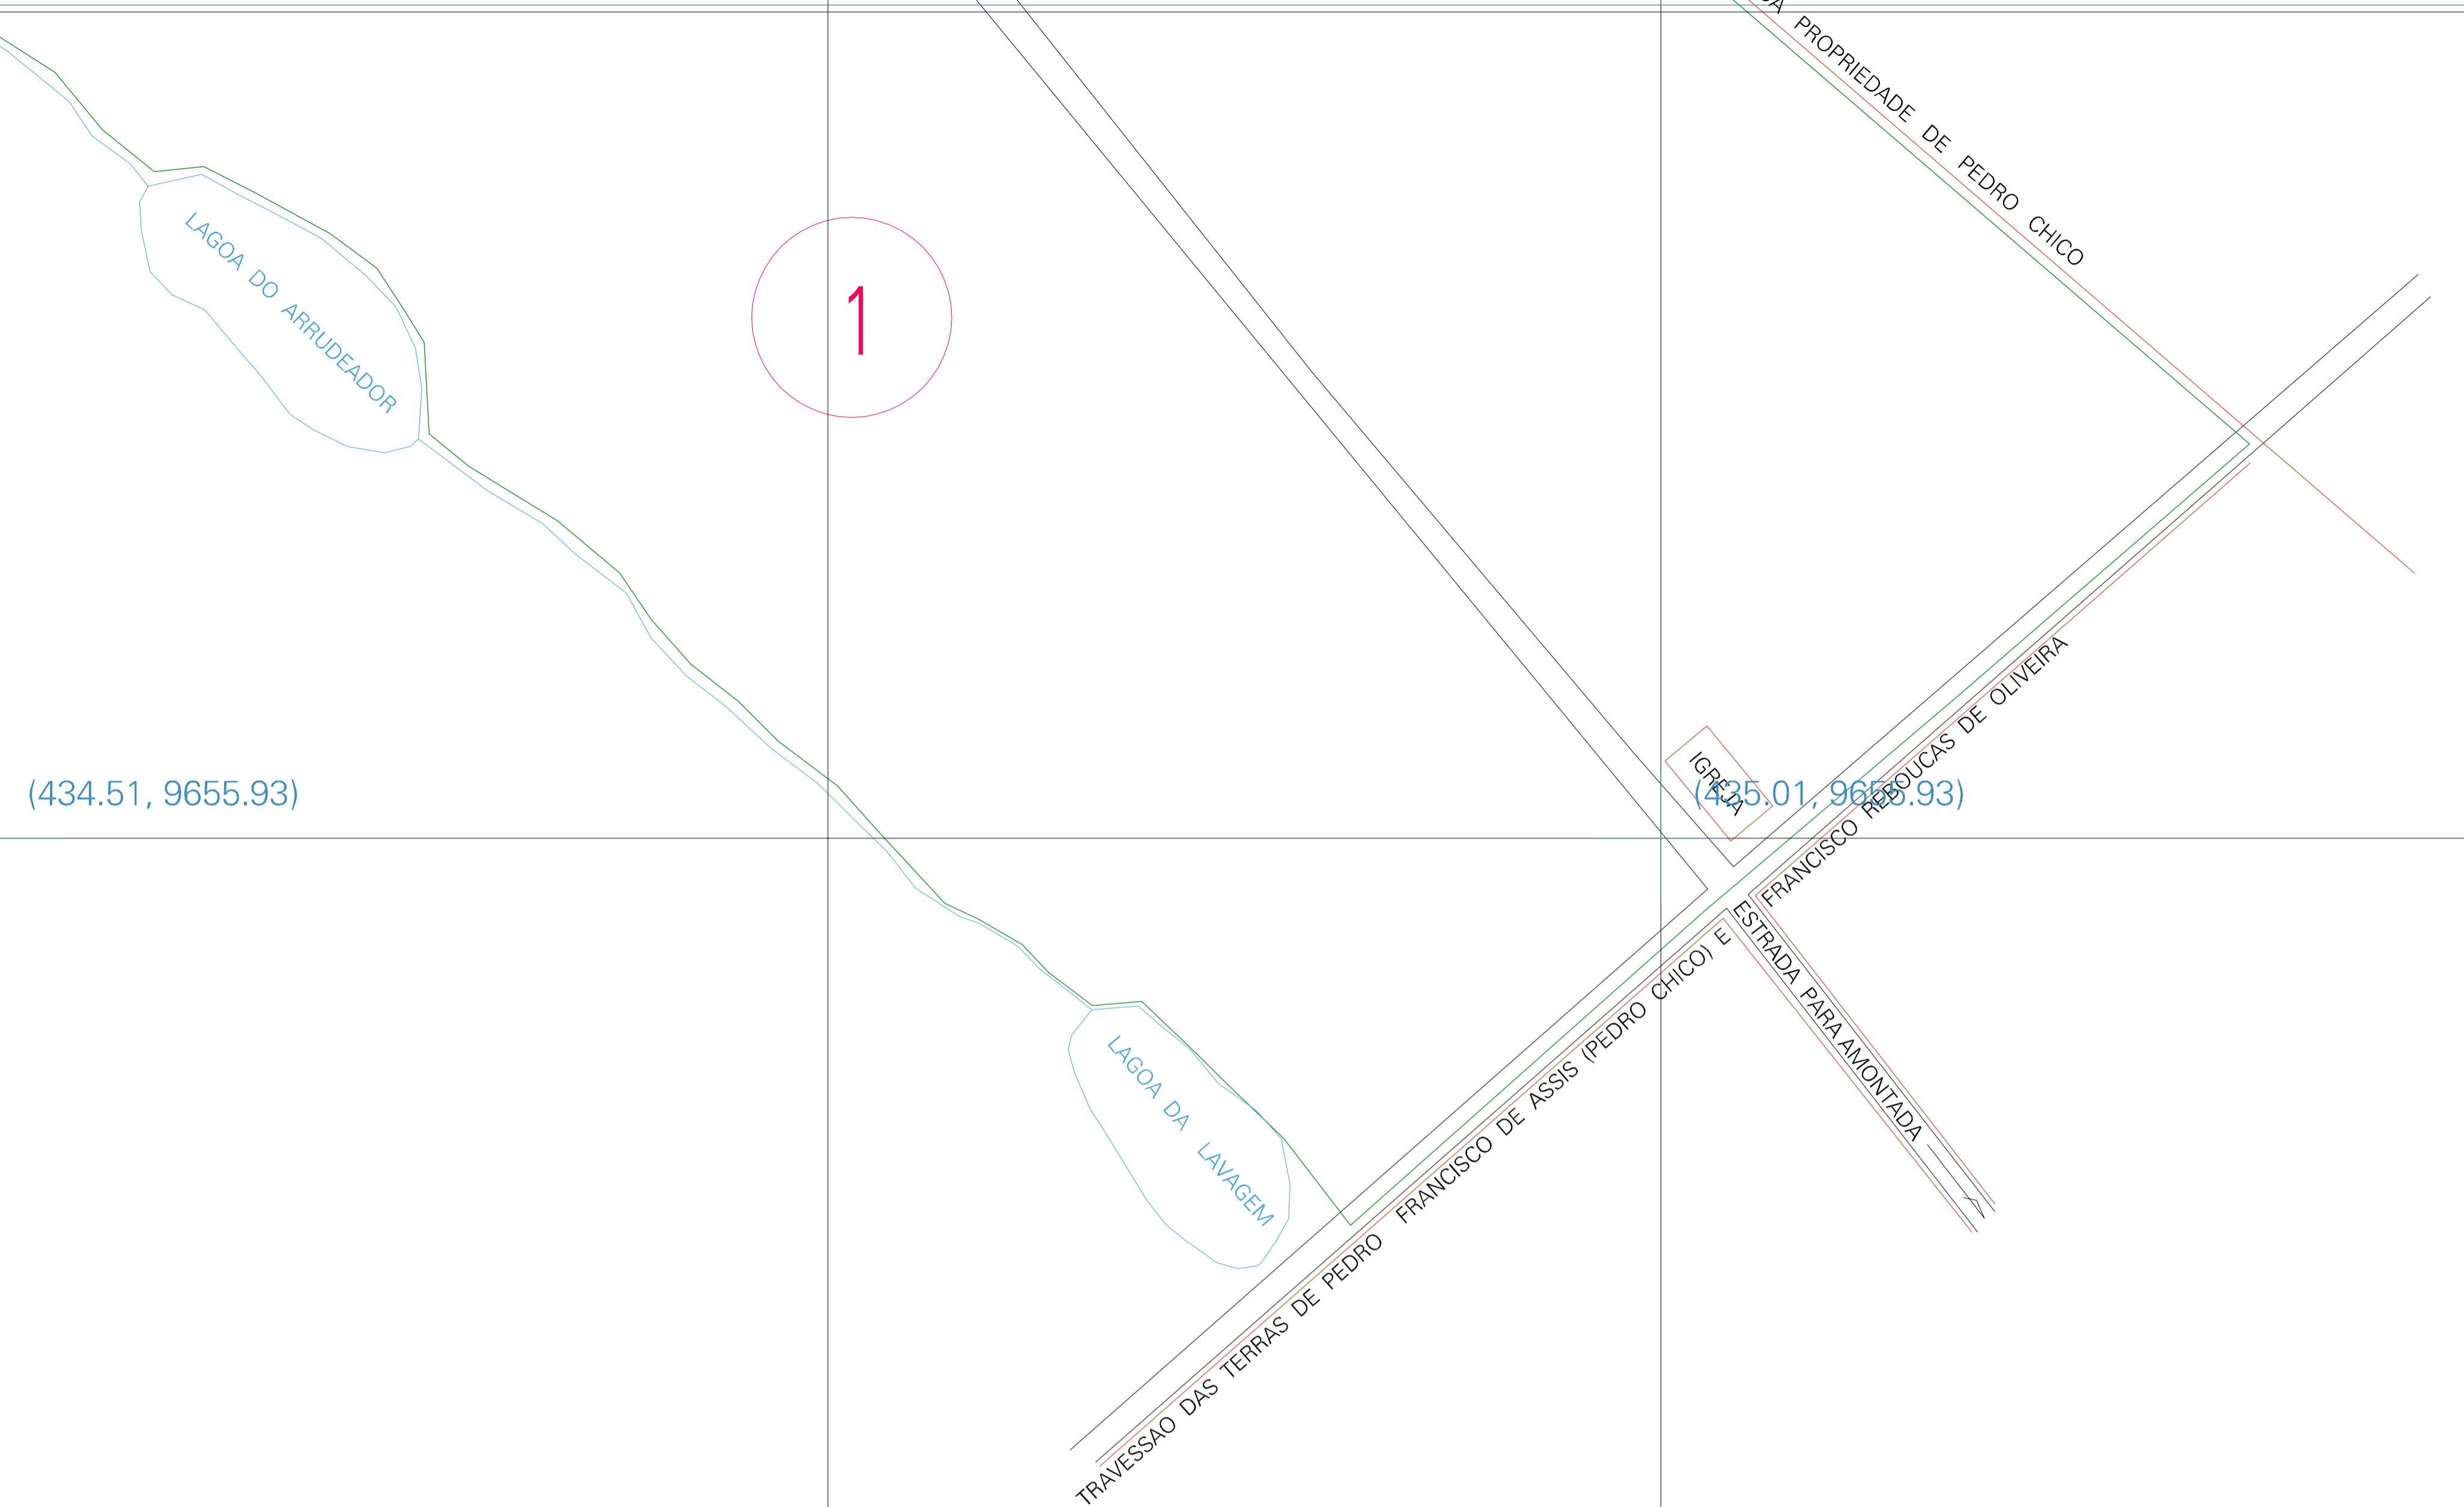 PROPRIEDADE DE PEDRO CHICO
LAGOA DO ARRUDEADOR
1
IGREJA
(434.51, 9655.93)
(435.01, 9655.93)
FRANCISCO REBOUCAS DE OLIVEIRA
ESTRADA PARA AMONTADA
LAGOA DA LAVAGEM
TRAVESSAO DAS TERRAS DE PEDRO FRANCISCO DE ASSIS (PEDRO CHICO) E